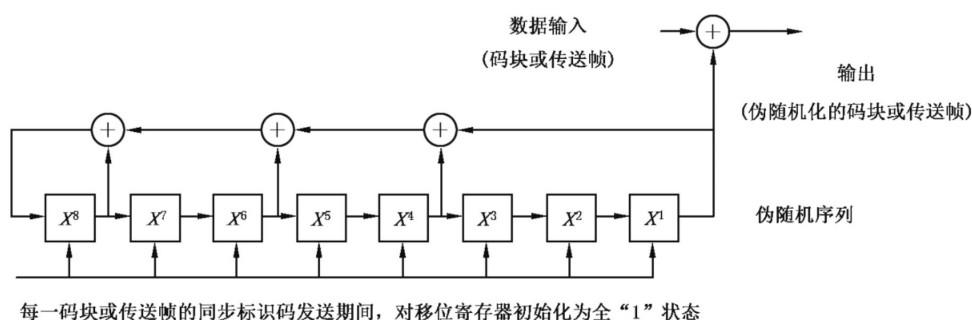 数据输入
(码块或传送帧)
输出
(伪随机化的码块或传送帧)
X⁸ X⁷ X⁶ X⁵ X⁴ X³ X² X¹
伪随机序列
每一码块或传送帧的同步标识码发送期间，对移位寄存器初始化为全“1”状态